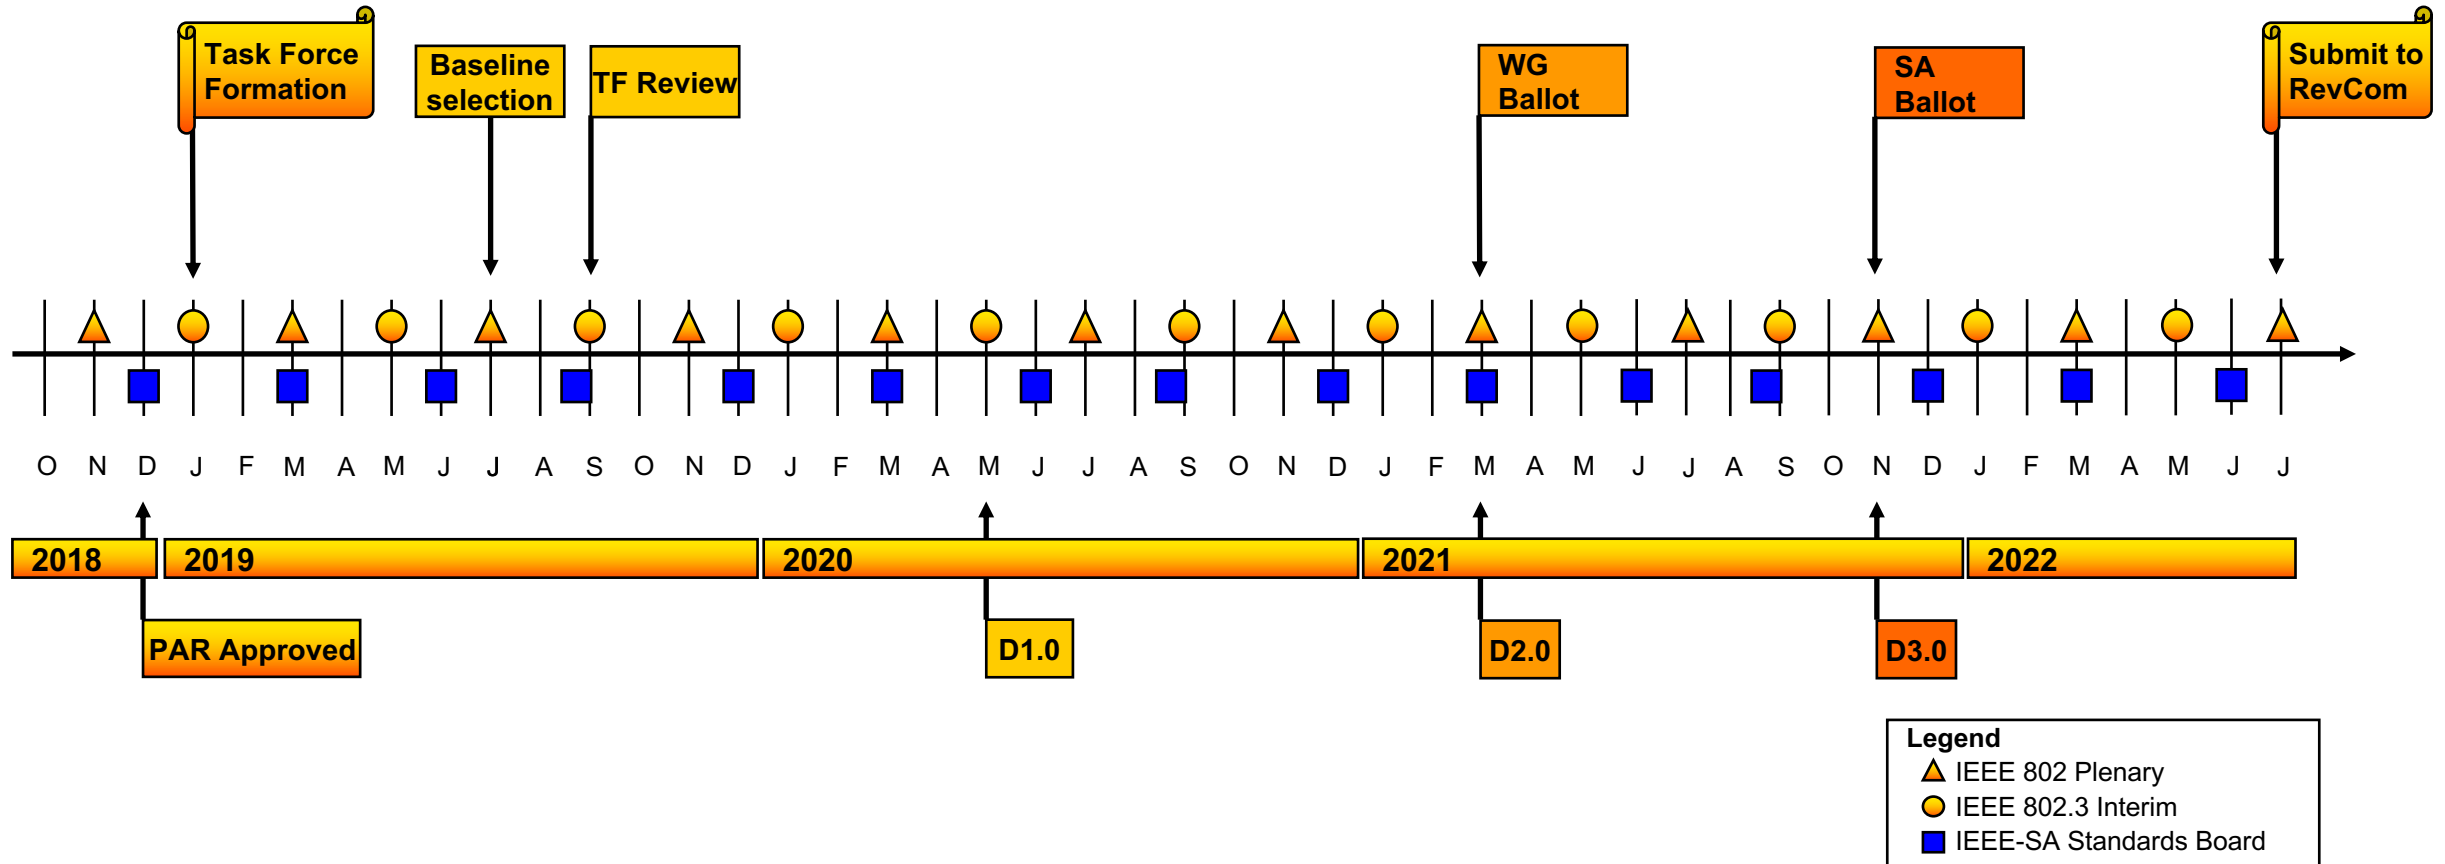 Task Force
Formation
Baseline
selection
TF Review
WG
Ballot
SA
Ballot
Submit to
RevCom
O N D J F M A M J J A S O N D J F M A M J J A S O N D J F M A M J J A S O N D J F M A M J J
2018 2019 2020 2021 2022
PAR Approved
D1.0
D2.0
D3.0
Legend
IEEE 802 Plenary
IEEE 802.3 Interim
IEEE-SA Standards Board